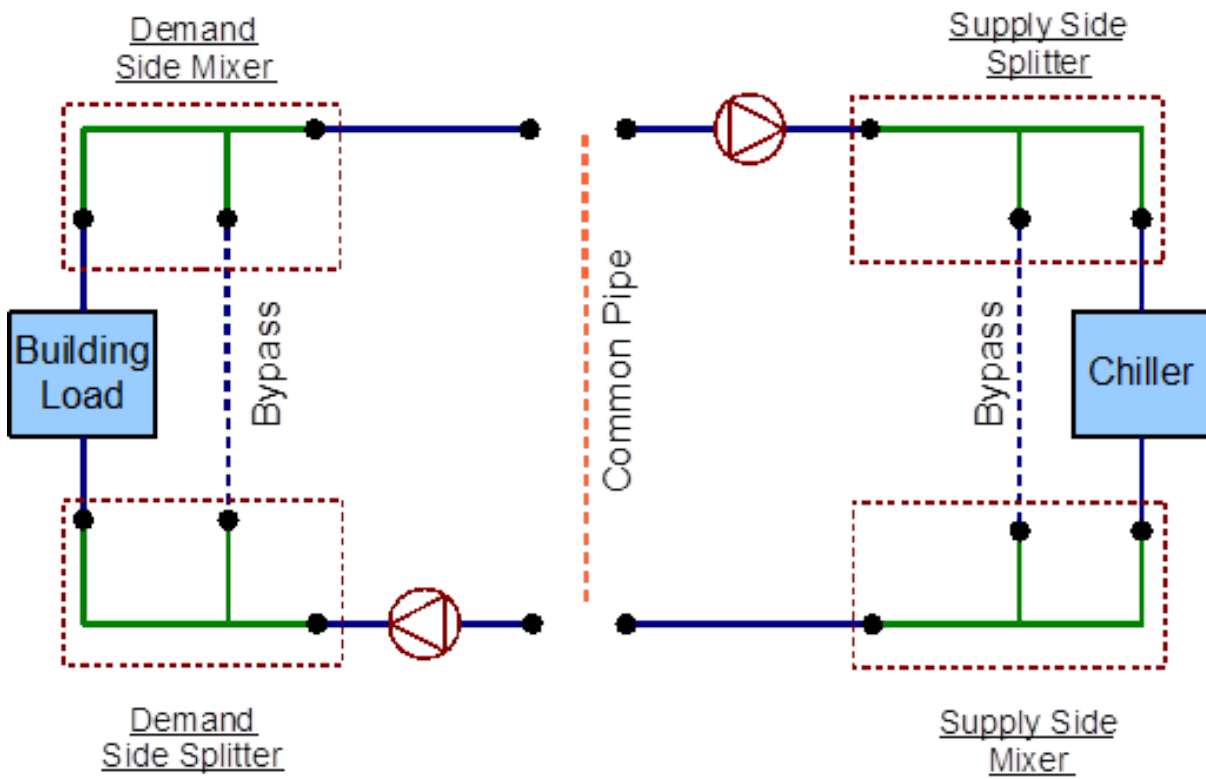 Demand
Side Mixer
Supply Side
Splitter
Building
Load
Bypass
Common Pipe
Bypass
Chiller
Demand
Side Splitter
Supply Side
Mixer